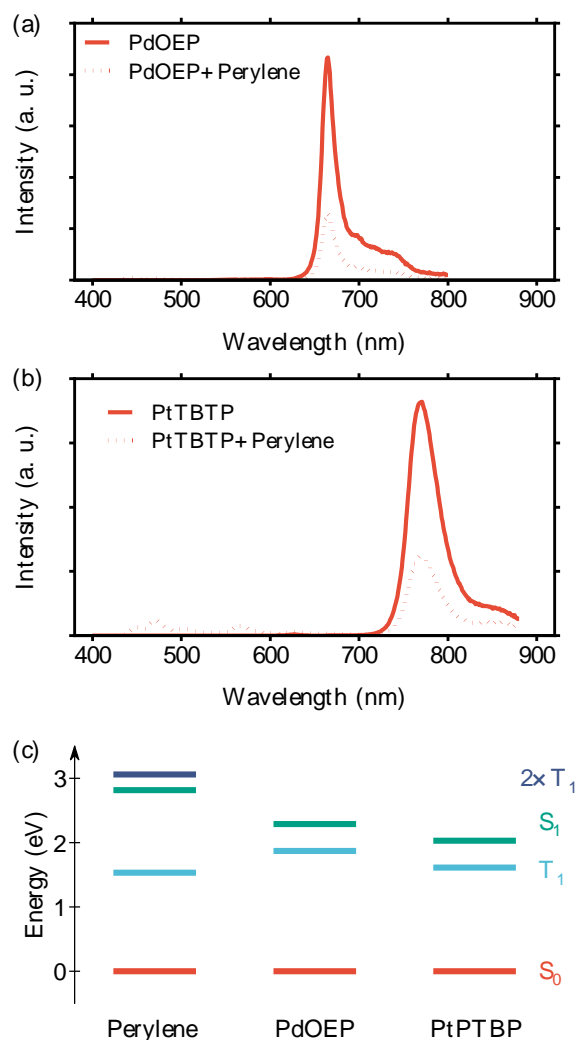 (a)
PdOEP
PdOEP+ Perylene
Intensity (a. u.)
400 500 600 700 800 900
Wavelength (nm)
(b)
PtTBTP
PtTBTP+ Perylene
Intensity (a. u.)
400 500 600 700 800 900
Wavelength (nm)
(c)
3
2
1
0
Energy (eV)
2× T1
S1
T1
S0
Perylene PdOEP PtPTBP